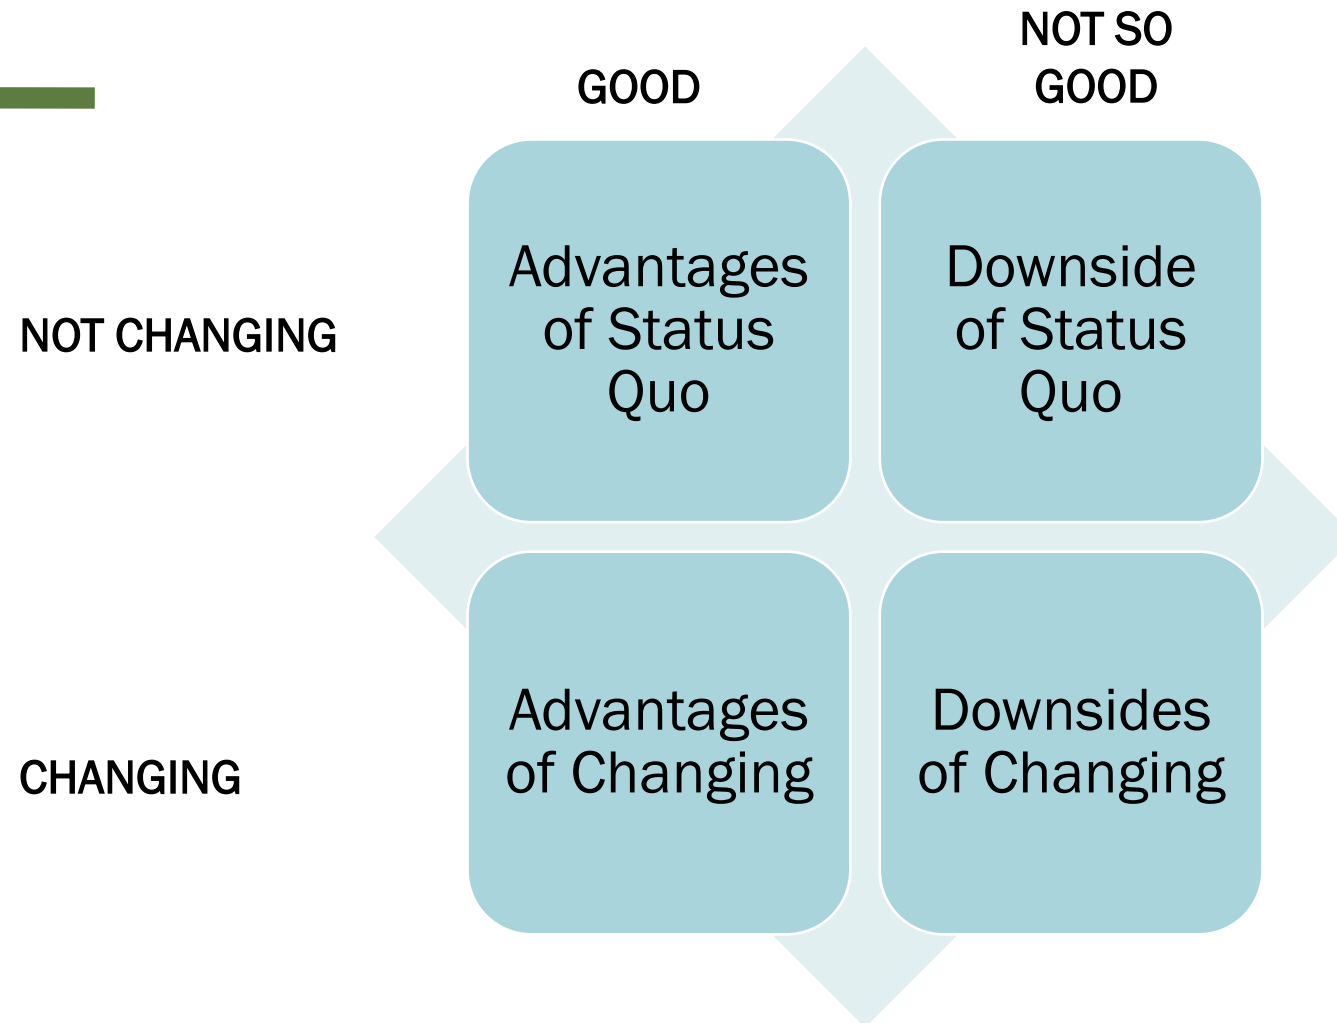 NOT SO
GOOD
GOOD
NOT CHANGING
Advantages
of Status
Quo
Downside
of Status
Quo
CHANGING
Advantages
of Changing
Downsides
of Changing